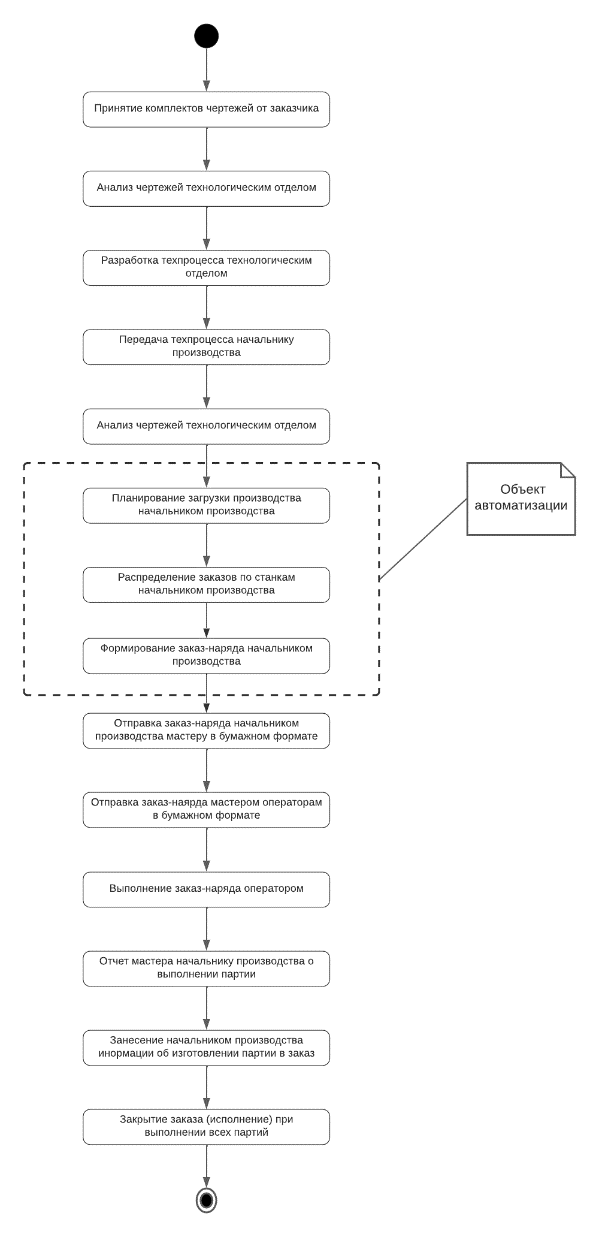 Принятие комплектов чертежей от заказчика
Анализ чертежей технологическим отделом
Разработка техпроцесса технологическим
отделом
Передача техпроцесса начальнику
производства
Анализ чертежей технологическим отделом
Объект
автоматизации
Планирование загрузки производства
начальником производства
Распределение заказов по станкам
начальником производства
Формирование заказ-наряда начальником
производства
Отправка заказ-наряда начальником
производства мастеру в бумажном формате
Отправка заказ-наярда мастером операторам
в бумажном формате
Выполнение заказ-наряда оператором
Отчет мастера начальнику производства о
выполнении партии
Занесение начальником производства
инормации об изготовлении партии в заказ
Закрытие заказа (исполнение) при
выполнении всех партий